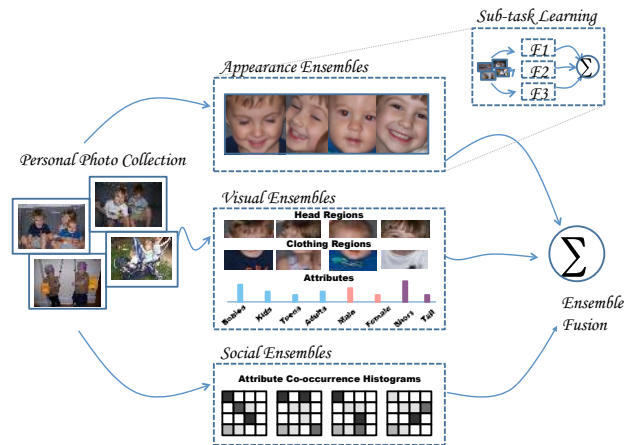 Sub-task Learning
F1
F2
F3
Σ
Appearance Ensembles
Personal Photo Collection
Visual Ensembles
Head Regions
Clothing Regions
Attributes
Babies Kids Teens Adults Male Female Short Tall
Σ
Ensemble
Fusion
Social Ensembles
Attribute Co-occurrence Histograms